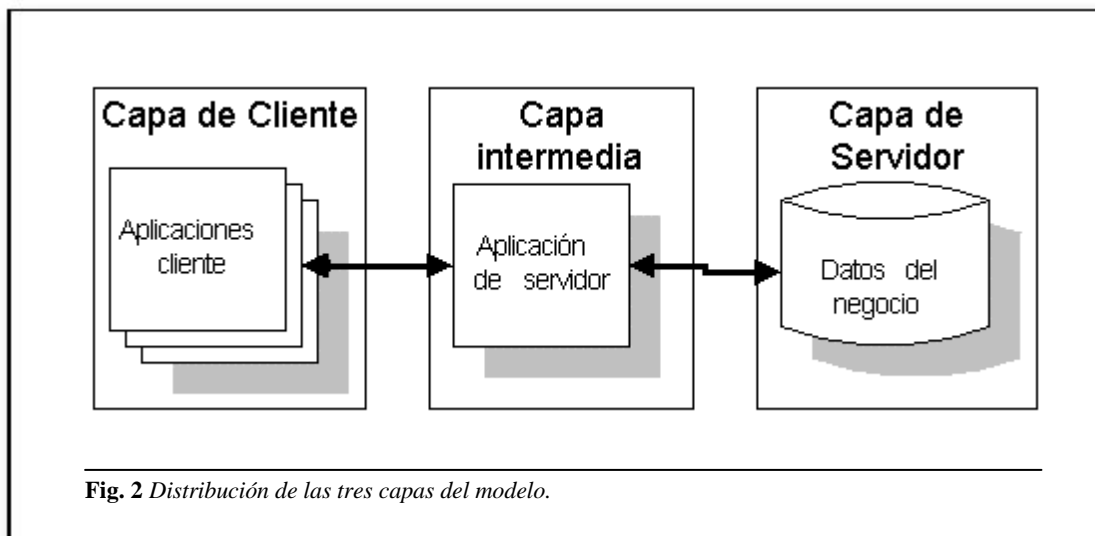 Capa de Cliente
Aplicaciones
cliente
Capa
intermedia
Aplicación
de servidor
Capa de
Servidor
Datos del
negocio
Fig. 2 Distribución de las tres capas del modelo.